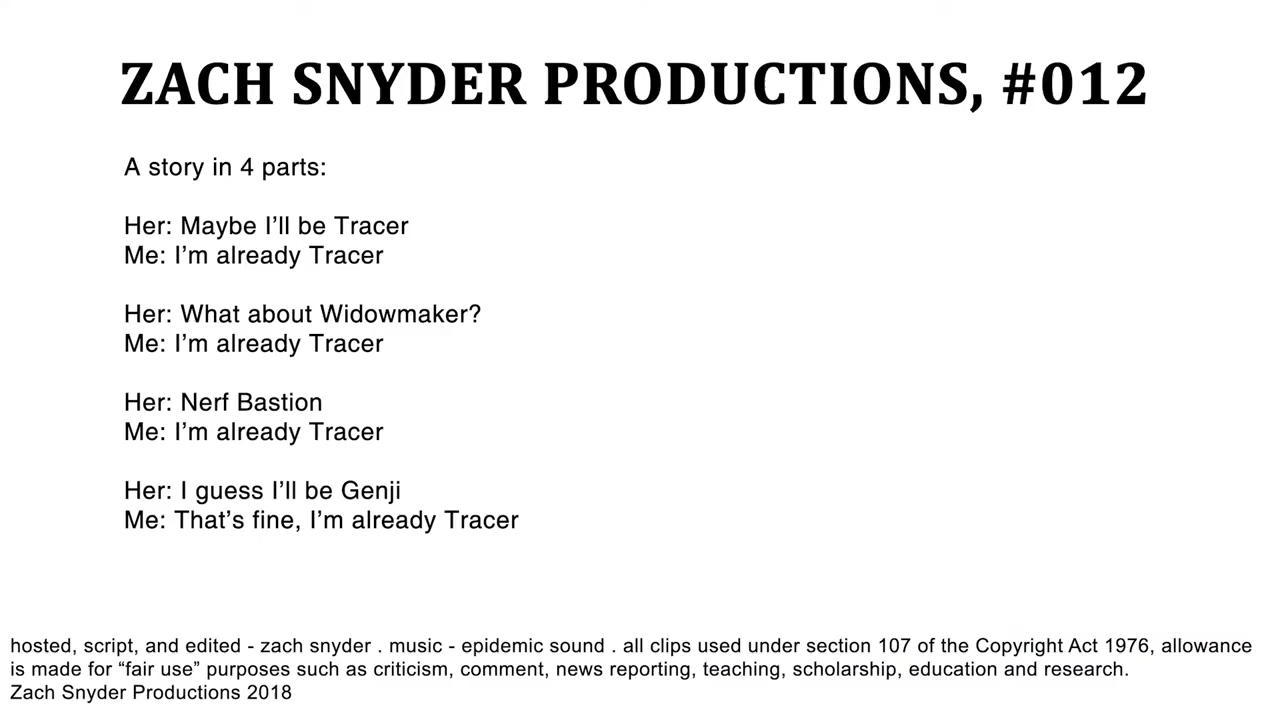 ZACH SNYDER PRODUCTIONS, #012
A story in 4 parts:
Her: Maybe I’ll be Tracer
Me: I’m already Tracer
Her: What about Widowmaker?
Me: I’m already Tracer
Her: Nerf Bastion
Me: I’m already Tracer
Her: I guess I’ll be Genji
Me: That’s fine, I’m already Tracer
hosted, script, and edited - zach snyder . music - epidemic sound . all clips used under section 107 of the Copyright Act 1976, allowance
is made for “fair use” purposes such as criticism, comment, news reporting, teaching, scholarship, education and research.
Zach Snyder Productions 2018